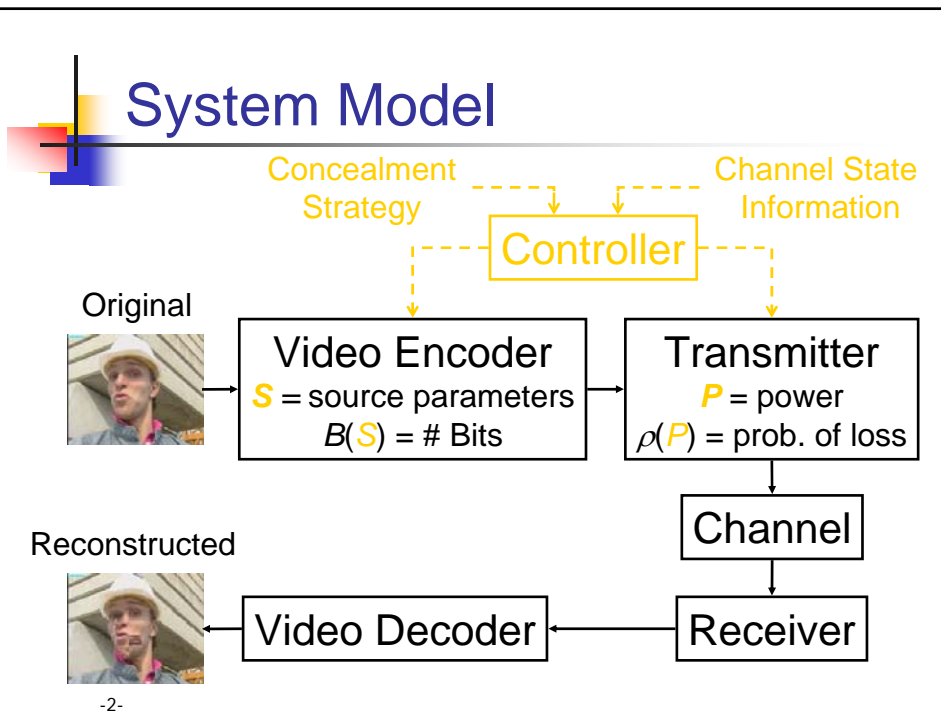 System Model
Concealment
Strategy
Channel State
Information
Controller
Original
Video Encoder
S = source parameters
B(S) = # Bits
Transmitter
P = power
ρ(P) = prob. of loss
Channel
Reconstructed
Video Decoder
Receiver
-2-